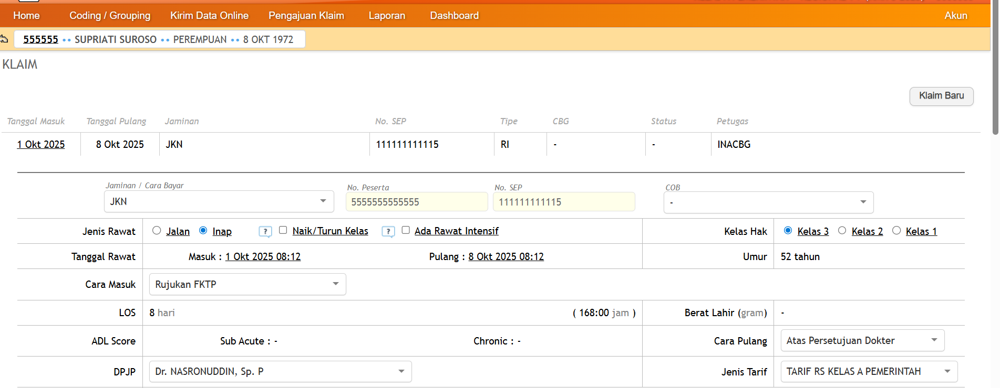 Home Coding / Grouping Kirim Data Online Pengajuan Klaim Laporan Dashboard Akun
555555 •• SUPRIATI SUROSO •• PEREMPUAN •• 8 OKT 1972
KLAIM
Klaim Baru
Tanggal Masuk Tanggal Pulang Jaminan No. SEP Tipe CBG Status Petugas
1 Okt 2025 8 Okt 2025 JKN 111111111115 RI - - INACBG
Jaminan / Cara Bayar No. Peserta No. SEP COB
JKN 5555555555555 111111111115 -
Jenis Rawat Jalan Inap ? Naik/Turun Kelas ? Ada Rawat Intensif Kelas Hak Kelas 3 Kelas 2 Kelas 1
Tanggal Rawat Masuk : 1 Okt 2025 08:12 Pulang : 8 Okt 2025 08:12 Umur 52 tahun
Cara Masuk Rujukan FKTP
LOS 8 hari ( 168:00 jam ) Berat Lahir (gram) -
ADL Score Sub Acute : - Chronic : - Cara Pulang Atas Persetujuan Dokter
DPJP Dr. NASRONUDDIN, Sp. P Jenis Tarif TARIF RS KELAS A PEMERINTAH